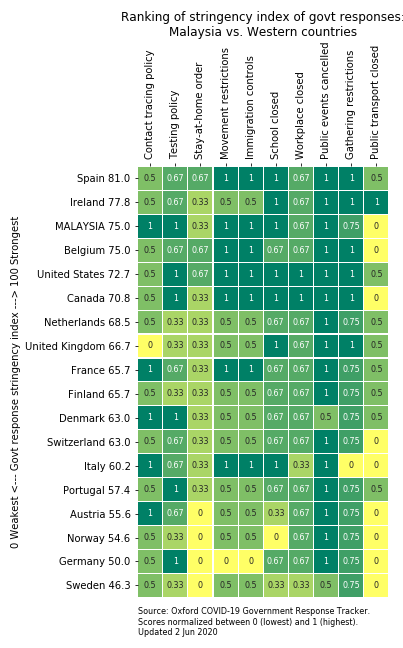 Ranking of stringency index of govt responses:
Malaysia vs. Western countries
Contact tracing policy
Testing policy
Stay-at-home order
Movement restrictions
Immigration controls
School closed
Workplace closed
Public events cancelled
Gathering restrictions
Public transport closed
0 Weakest <--- Govt response stringency index ---> 100 Strongest
Spain 81.0 0.5 0.67 0.67 1 1 1 0.67 1 1 0.5
Ireland 77.8 0.5 0.67 0.33 0.5 0.5 1 0.67 1 1 1
MALAYSIA 75.0 1 1 0.33 1 1 1 0.67 1 0.75 0
Belgium 75.0 0.5 0.67 0.67 1 1 0.67 0.67 1 1 0
United States 72.7 0.5 1 0.67 1 1 1 1 1 1 0.5
Canada 70.8 0.5 1 0.33 1 1 1 1 1 1 0
Netherlands 68.5 0.5 0.33 0.33 0.5 0.5 0.67 0.67 1 0.75 0.5
United Kingdom 66.7 0 0.33 0.33 0.5 0.5 1 0.67 1 1 0.5
France 65.7 1 0.67 0.33 1 1 0.67 0.67 1 0.75 0.5
Finland 65.7 0.5 0.33 0.33 0.5 0.5 0.67 0.67 1 0.75 0.5
Denmark 63.0 1 1 0.33 0.5 0.5 0.67 0.67 0.5 0.75 0.5
Switzerland 63.0 0.5 0.67 0.33 0.5 0.5 0.67 0.67 1 0.75 0
Italy 60.2 1 0.67 0.33 1 1 1 0.33 1 0 0
Portugal 57.4 0.5 1 0.33 0.5 0.5 0.67 0.67 1 0.75 0.5
Austria 55.6 1 0.67 0 0.5 0.5 0.33 0.67 1 0.75 0
Norway 54.6 0.5 0.33 0 0.5 0.5 0 0.67 1 0.75 0
Germany 50.0 0.5 1 0 0 0 0.67 0.67 1 0.75 0
Sweden 46.3 0.5 0.33 0 0.5 0.5 0.33 0.33 0.5 0.75 0
Source: Oxford COVID-19 Government Response Tracker.
Scores normalized between 0 (lowest) and 1 (highest).
Updated 2 Jun 2020